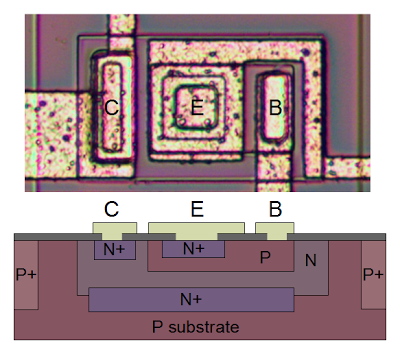 C E B
C E B
N+ N+ P N
P+ P+
N+
P substrate